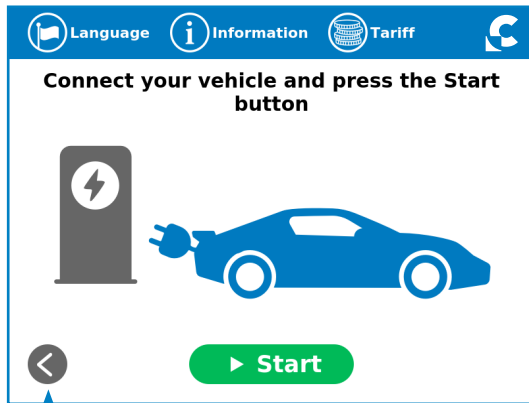 Language
Information
Tariff
Connect your vehicle and press the Start
button
Start